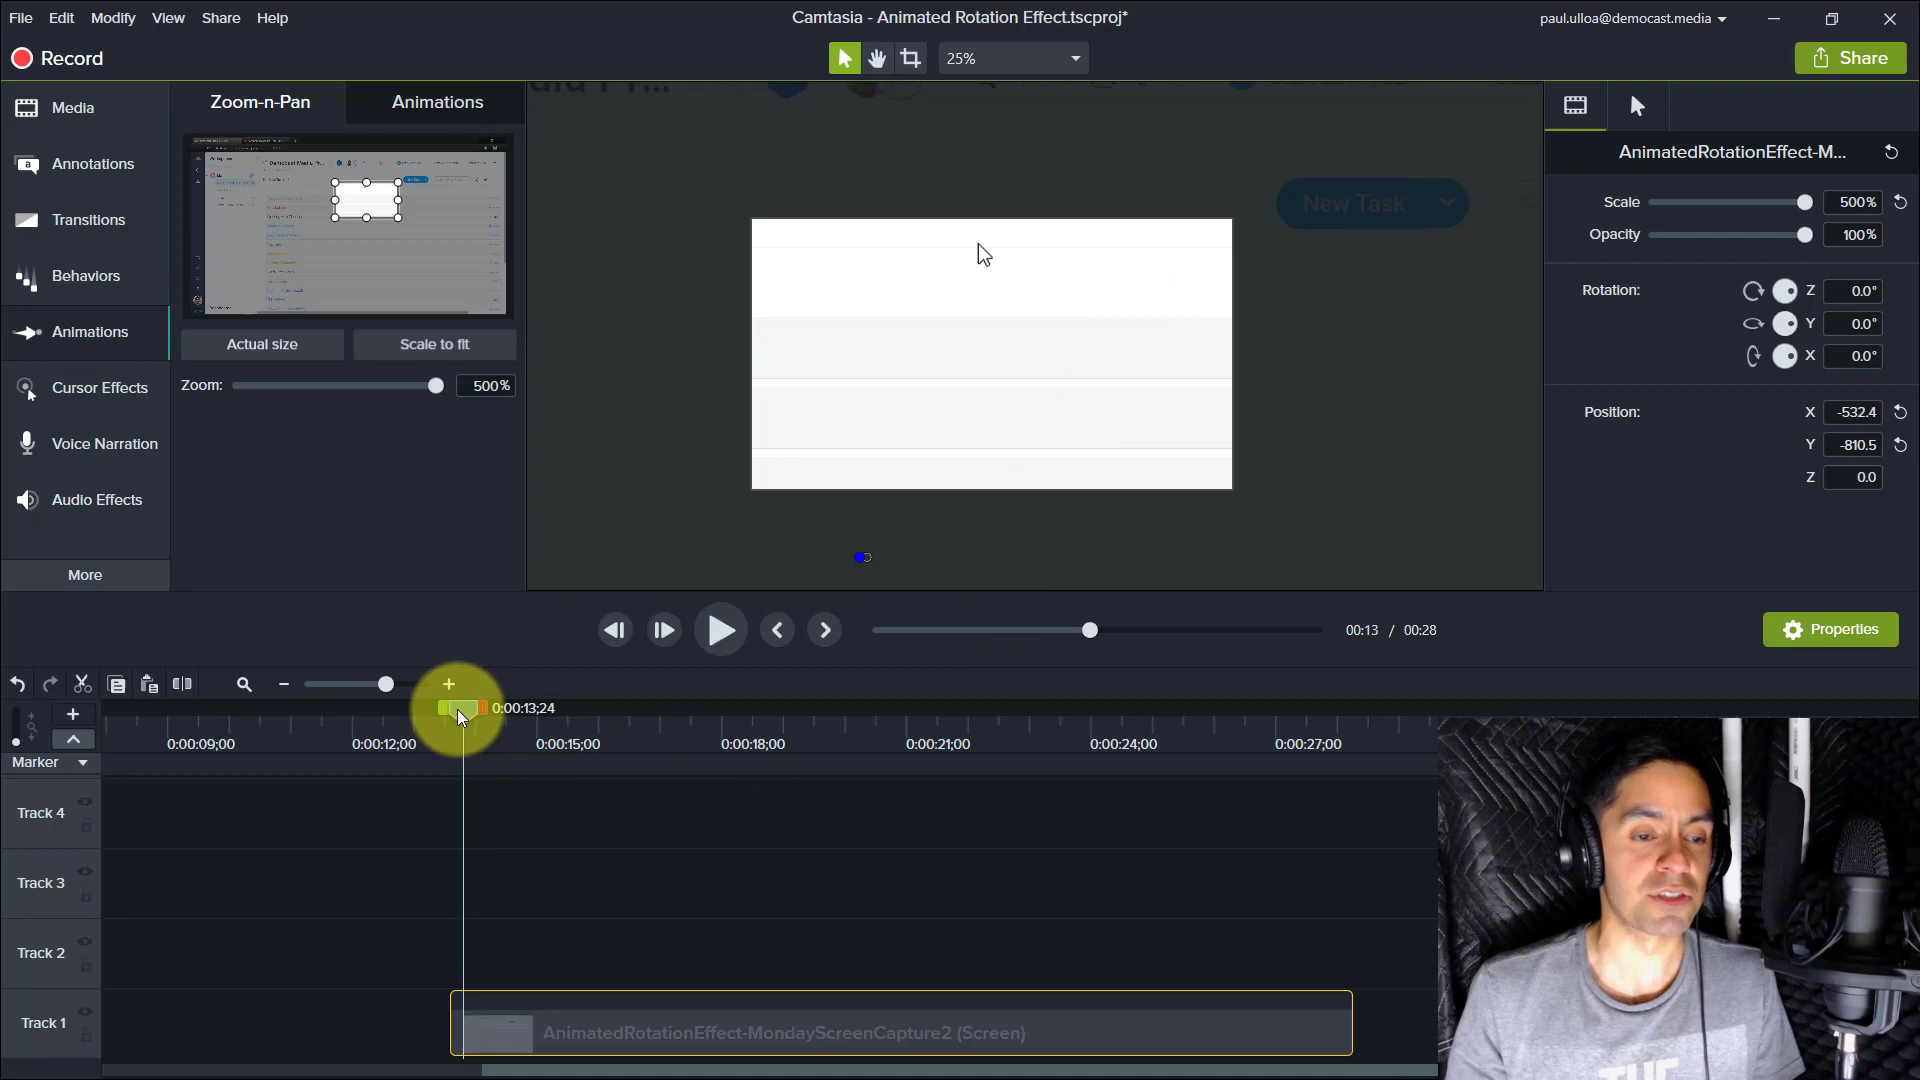 File Edit Modify View Share Help
Camtasia - Animated Rotation Effect.tscproj*
paul.ulloa@democast.media
Record
25%
Share
Media
Annotations
Transitions
Behaviors
Animations
Cursor Effects
Voice Narration
Audio Effects
More
Zoom-n-Pan
Animations
Actual size
Scale to fit
Zoom:
500%
New Task
AnimatedRotationEffect-M...
Scale
500%
Opacity
100%
Rotation:
Z
0.0°
Y
0.0°
X
0.0°
Position:
X
-532.4
Y
-810.5
Z
0.0
00:13 / 00:28
Properties
0:00:13;24
0:00:09;00
0:00:12;00
0:00:15;00
0:00:18;00
0:00:21;00
0:00:24;00
0:00:27;00
Marker
Track 4
Track 3
Track 2
Track 1
AnimatedRotationEffect-MondayScreenCapture2 (Screen)